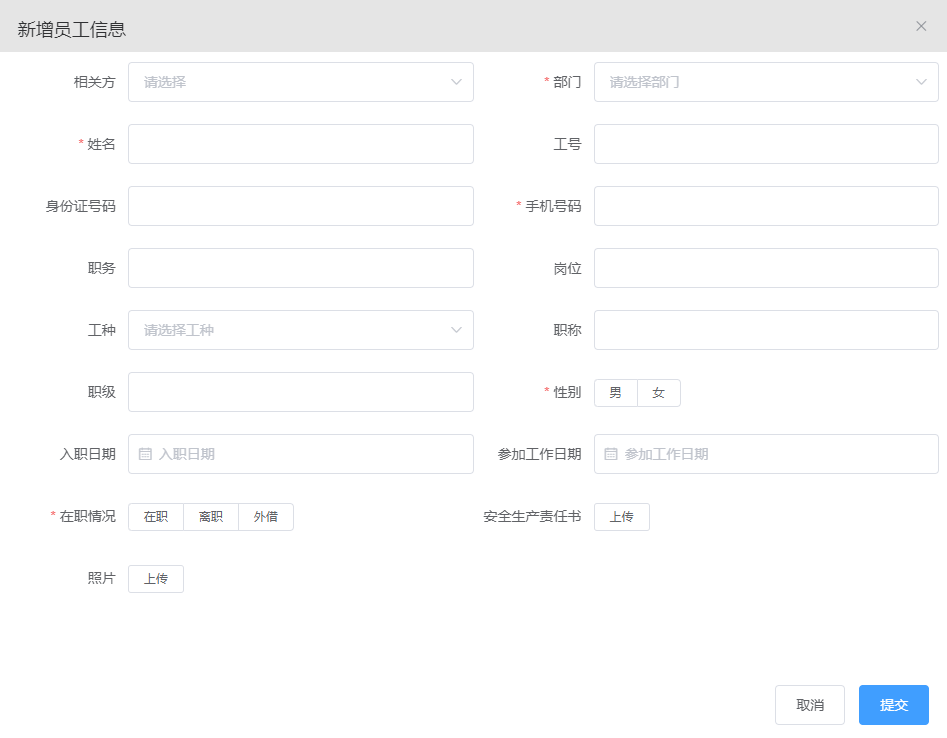 新增员工信息
相关方 请选择 * 部门 请选择部门
* 姓名 工号
身份证号码 * 手机号码
职务 岗位
工种 请选择工种 职称
职级 * 性别 男 女
入职日期 入职日期 参加工作日期 参加工作日期
* 在职情况 在职 离职 外借 安全生产责任书 上传
照片 上传
取消 提交